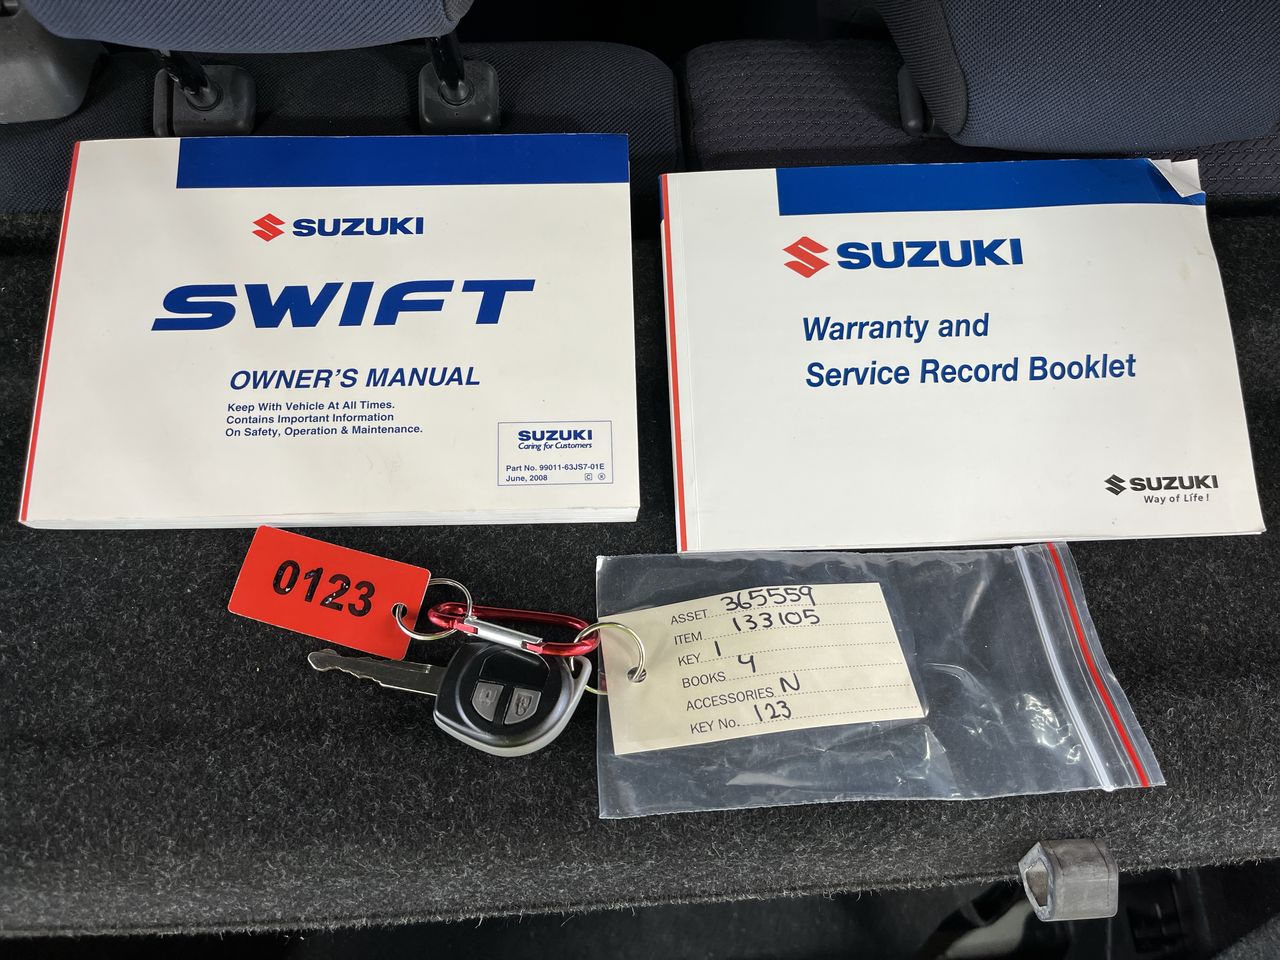 SUZUKI
SWIFT
OWNER'S MANUAL
Keep With Vehicle At All Times.
Contains Important Information
On Safety, Operation & Maintenance.
SUZUKI
Caring for Customers
Part No. 99011-63JS7-01E
June, 2008
SUZUKI
Warranty and
Service Record Booklet
SUZUKI
Way of Life!
0123
ASSET 365559
ITEM 133105
KEY 1
BOOKS 4
ACCESSORIES N
KEY No. 123